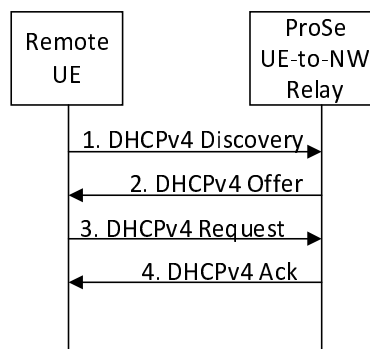 Remote
UE
ProSe
UE-to-NW
Relay
1. DHCPv4 Discovery
2. DHCPv4 Offer
3. DHCPv4 Request
4. DHCPv4 Ack